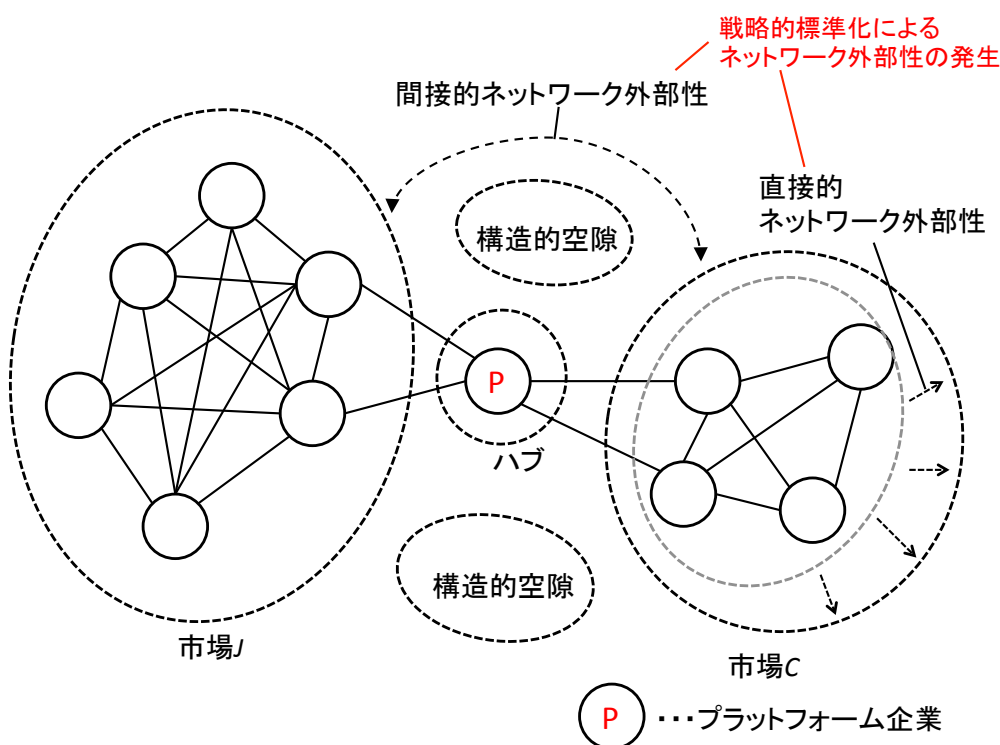 戦略的標準化による
ネットワーク外部性の発生
間接的ネットワーク外部性
直接的
ネットワーク外部性
構造的空隙
P
ハブ
構造的空隙
市場J
市場C
P ・・・プラットフォーム企業